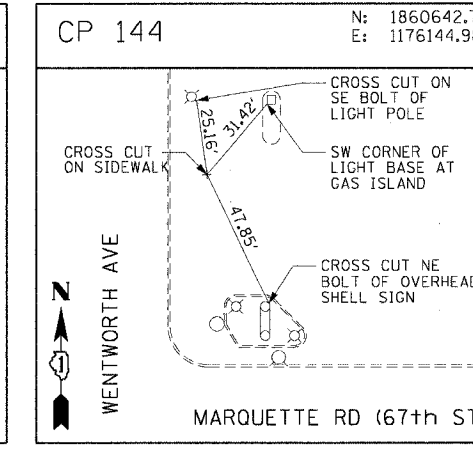 CP 144
N: 1860642.
E: 1176144.9
CROSS CUT ON
SE BOLT OF
LIGHT POLE
25.16'
31.42'
CROSS CUT
ON SIDEWALK
SW CORNER OF
LIGHT BASE AT
GAS ISLAND
47.85'
CROSS CUT NE
BOLT OF OVERHEAD
SHELL SIGN
WENTWORTH AVE
N
1
MARQUETTE RD (67th ST